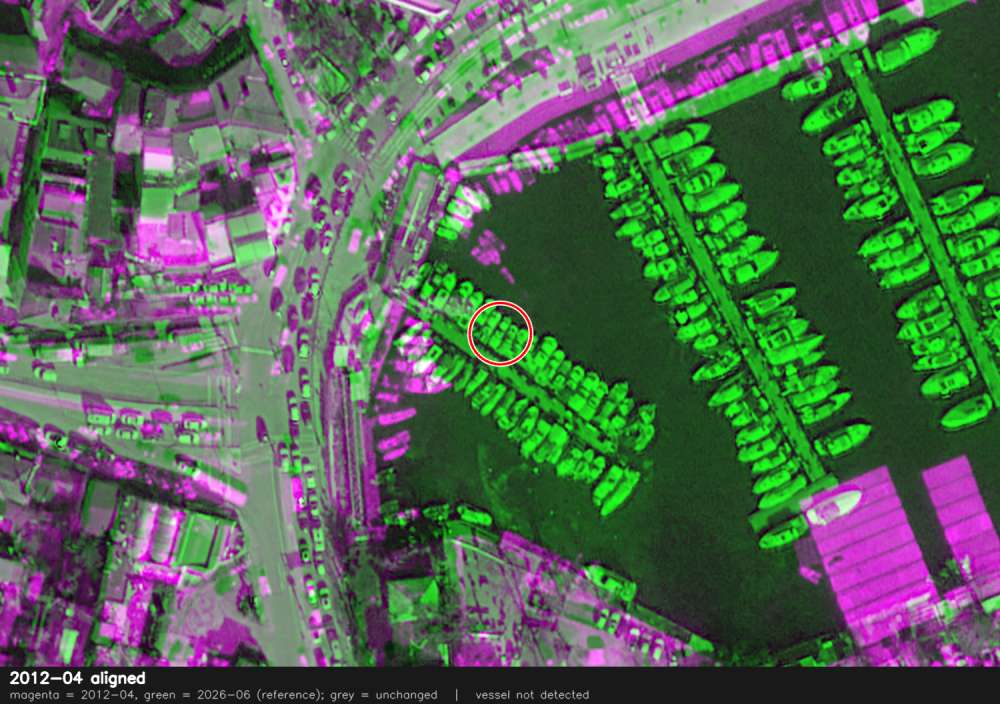 2012-04 aligned
magenta = 2012-04, green = 2026-06 (reference); grey = unchanged | vessel not detected